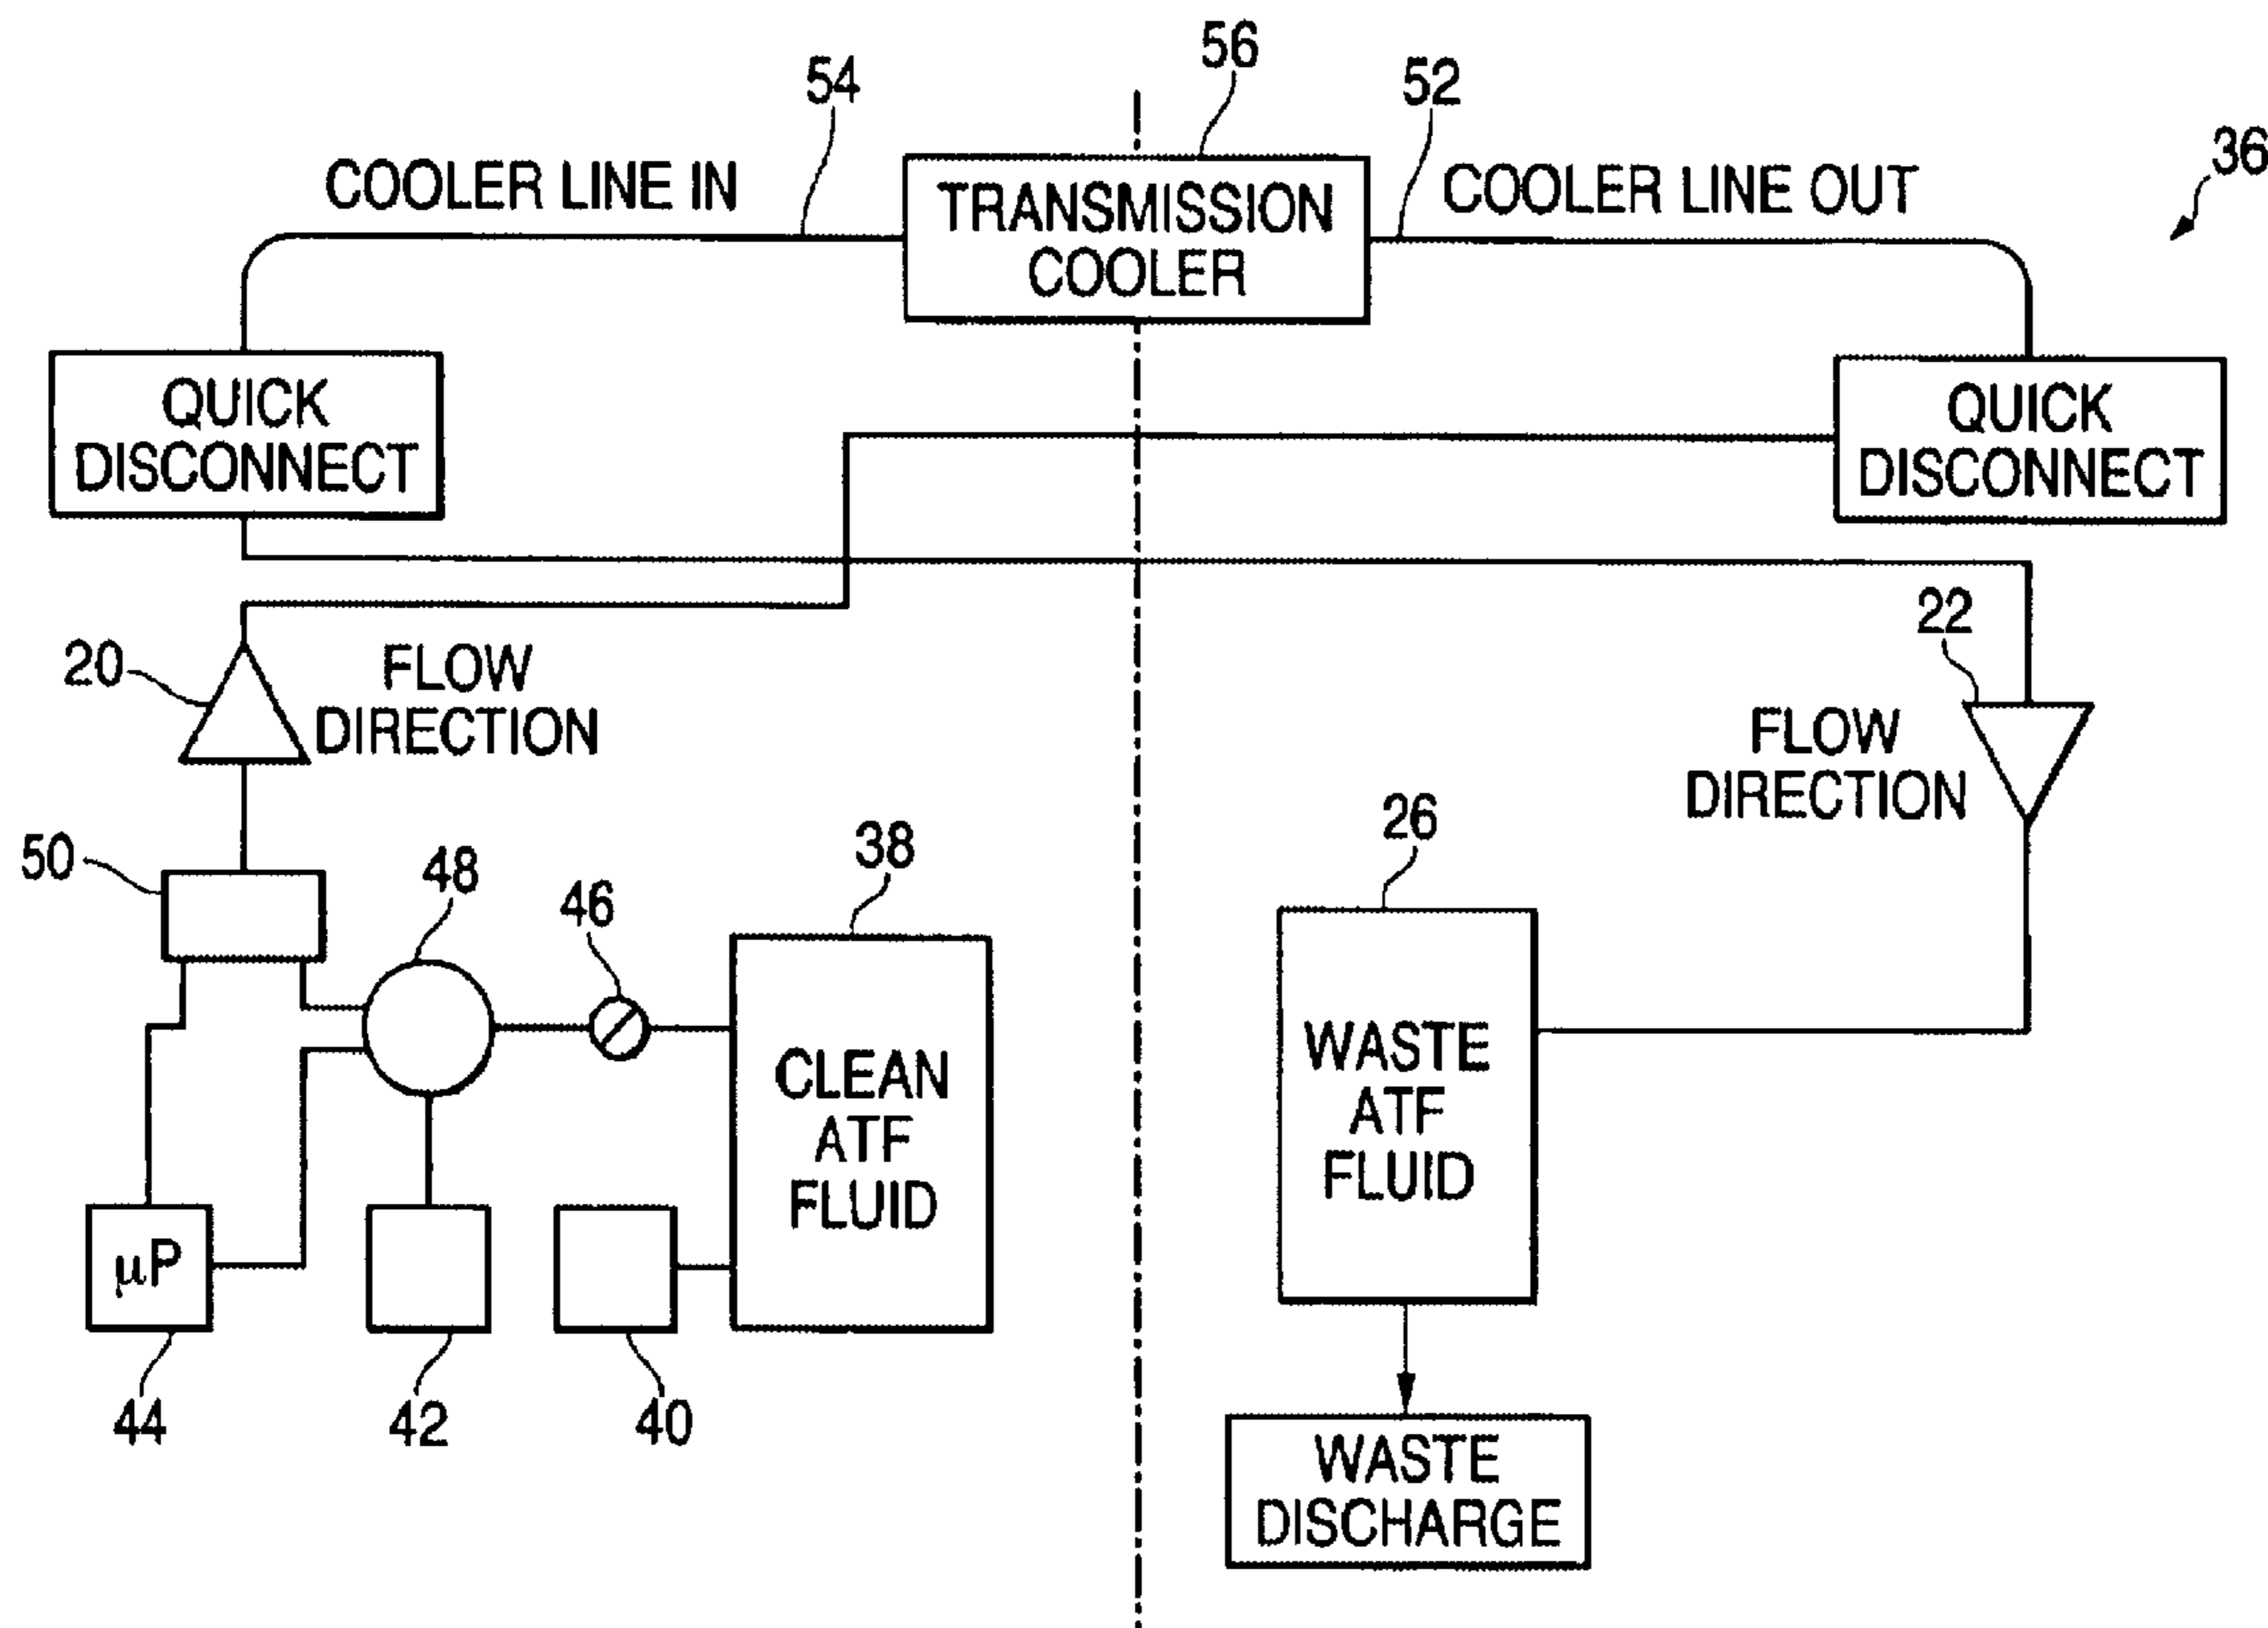 56
54
52
36
COOLER LINE IN
TRANSMISSION
COOLER
COOLER LINE OUT
QUICK
DISCONNECT
QUICK
DISCONNECT
20
FLOW
DIRECTION
22
FLOW
DIRECTION
50
48
46
38
26
CLEAN
ATF
FLUID
WASTE
ATF
FLUID
µP
44
42
40
WASTE
DISCHARGE